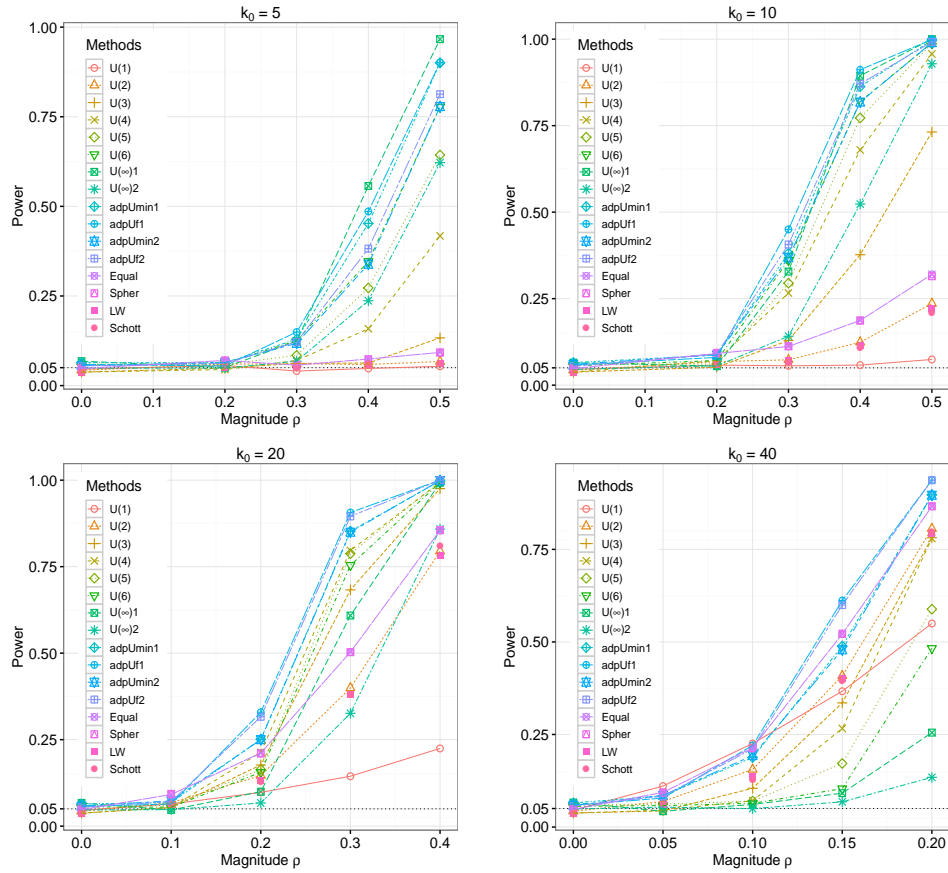 k₀ = 5
Power
1.00
0.75
0.50
0.25
0.05
0.00
Methods
U(1)
U(2)
U(3)
U(4)
U(5)
U(6)
U(∞)1
U(∞)2
adpUmin1
adpUf1
adpUmin2
adpUf2
Equal
Spher
LW
Schott
0.0 0.1 0.2 0.3 0.4 0.5
Magnitude ρ
k₀ = 10
Power
1.00
0.75
0.50
0.25
0.05
0.00
Methods
U(1)
U(2)
U(3)
U(4)
U(5)
U(6)
U(∞)1
U(∞)2
adpUmin1
adpUf1
adpUmin2
adpUf2
Equal
Spher
LW
Schott
0.0 0.1 0.2 0.3 0.4 0.5
Magnitude ρ
k₀ = 20
Power
1.00
0.75
0.50
0.25
0.05
0.00
Methods
U(1)
U(2)
U(3)
U(4)
U(5)
U(6)
U(∞)1
U(∞)2
adpUmin1
adpUf1
adpUmin2
adpUf2
Equal
Spher
LW
Schott
0.0 0.1 0.2 0.3 0.4
Magnitude ρ
k₀ = 40
Power
0.75
0.50
0.25
0.05
0.00
Methods
U(1)
U(2)
U(3)
U(4)
U(5)
U(6)
U(∞)1
U(∞)2
adpUmin1
adpUf1
adpUmin2
adpUf2
Equal
Spher
LW
Schott
0.00 0.05 0.10 0.15 0.20
Magnitude ρ